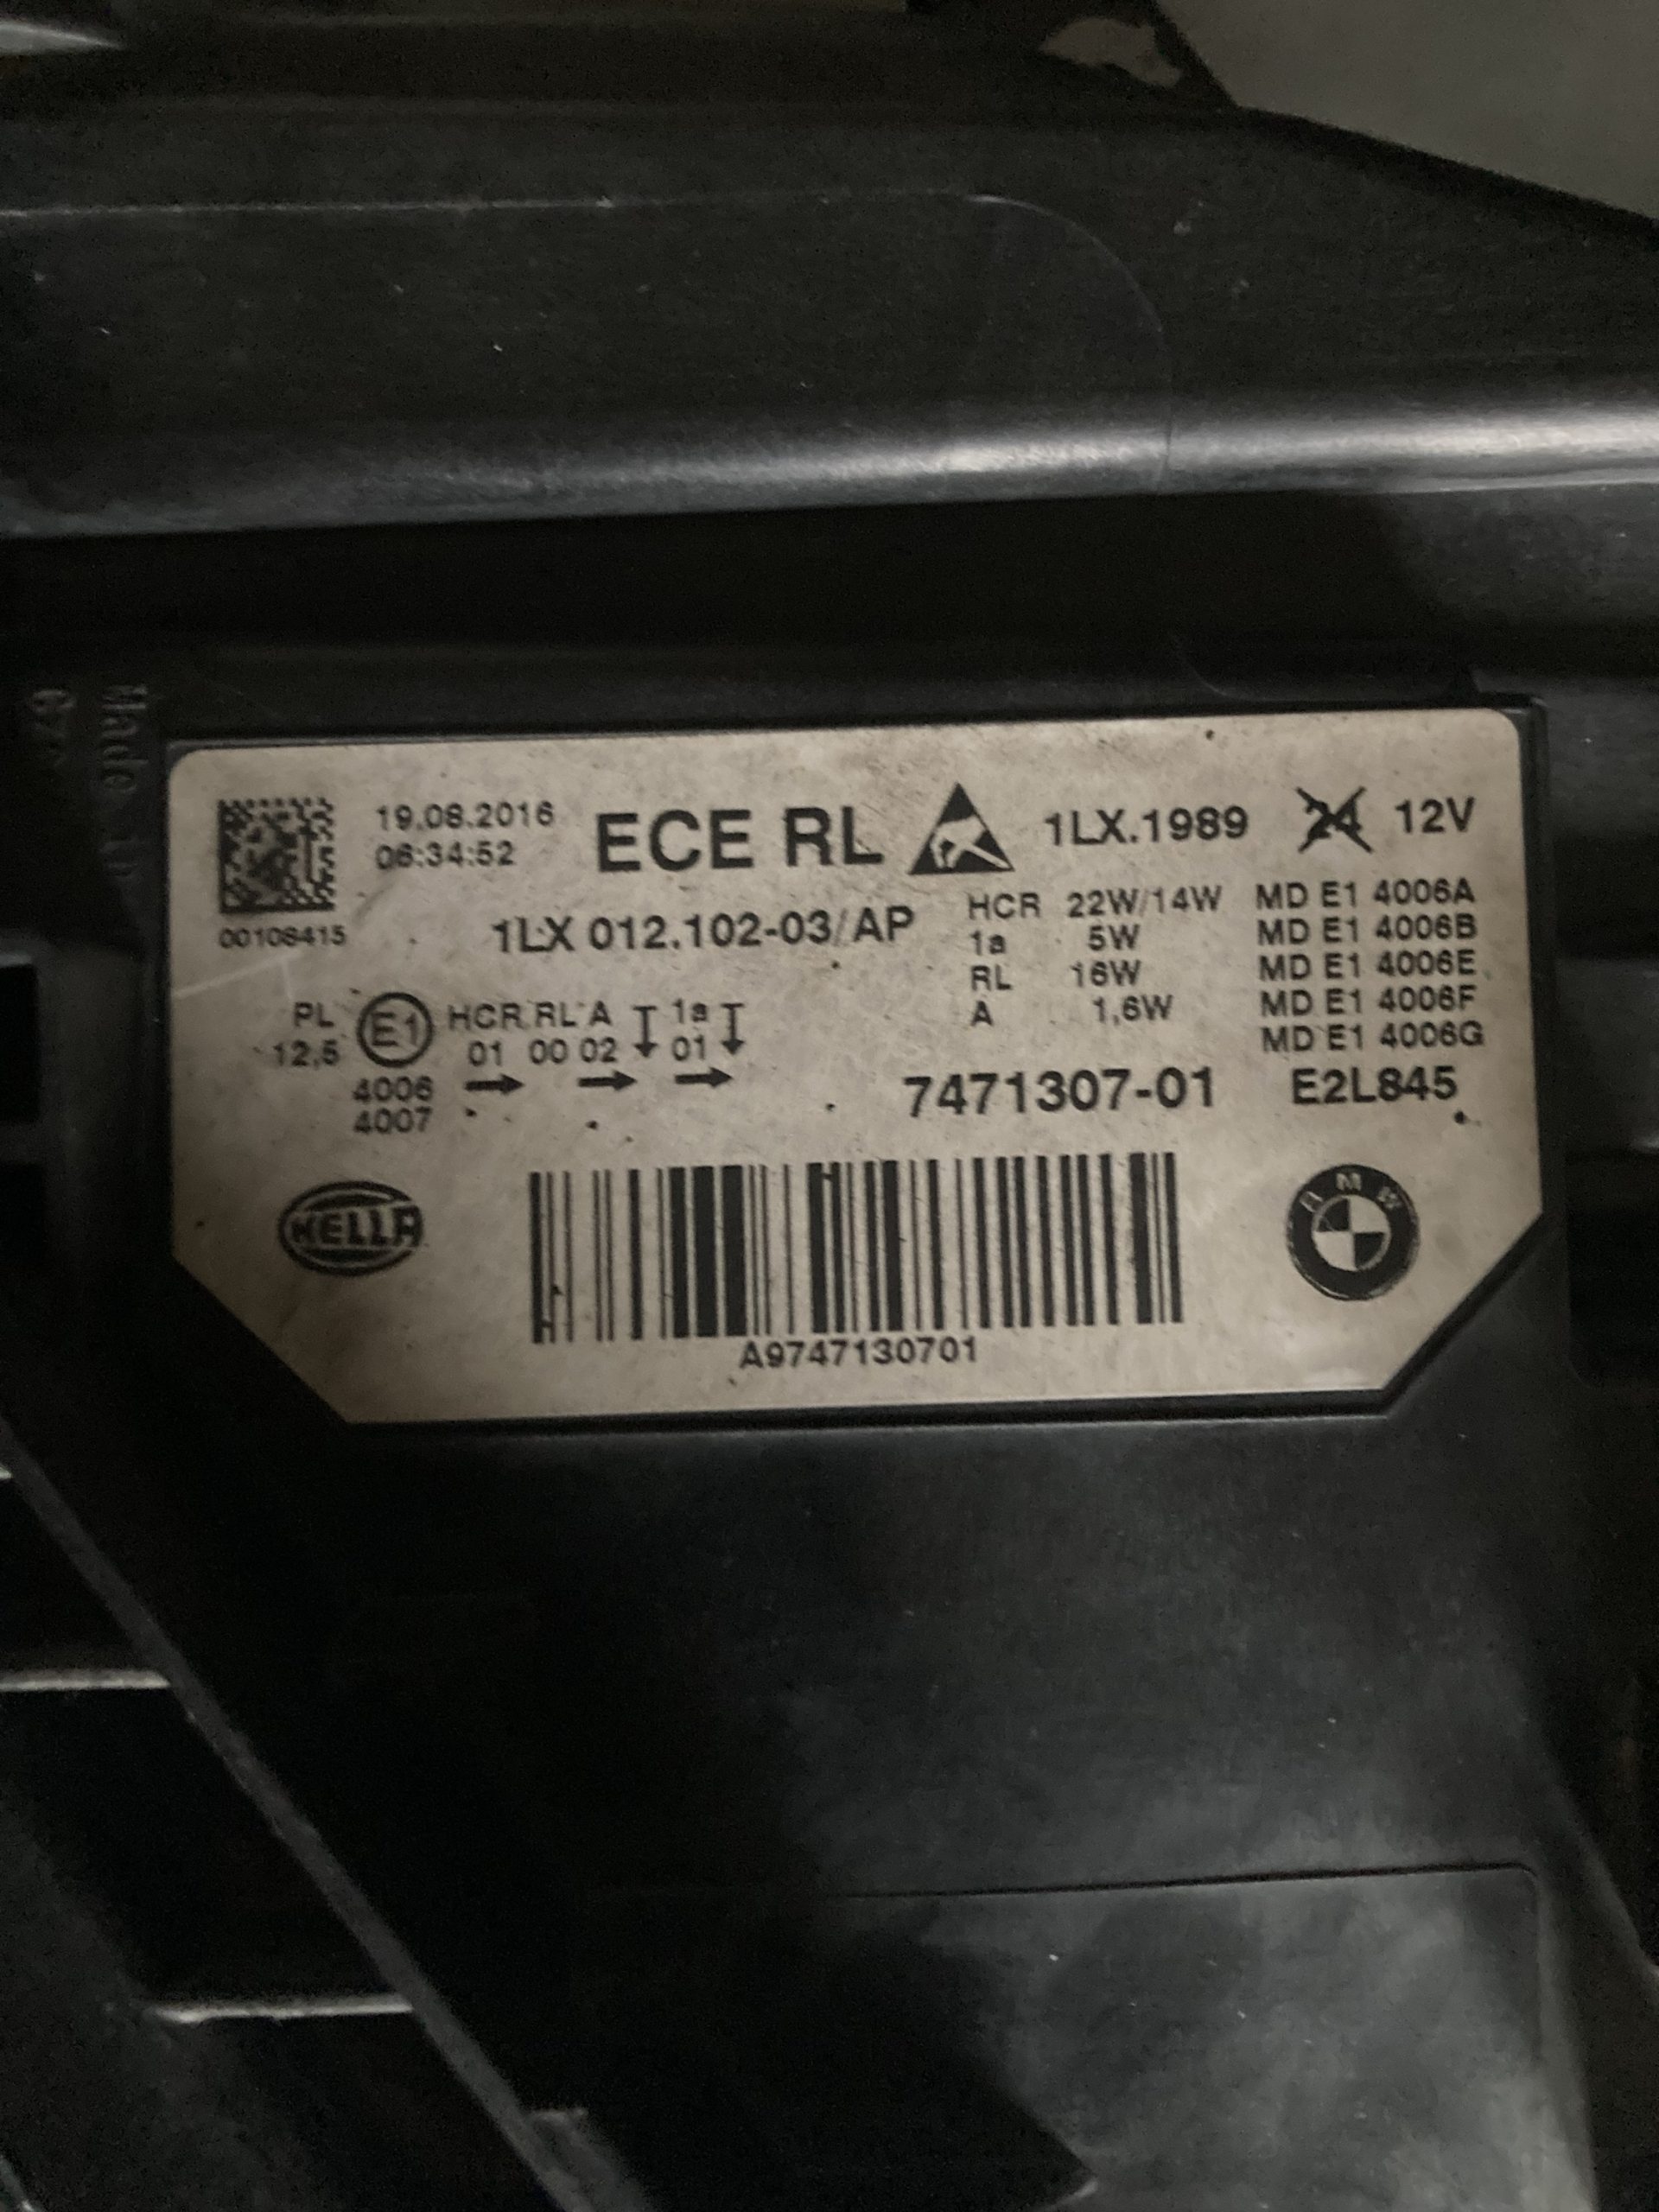 Made in
19.08.2016
06:34:52
ECE RL
1LX.1989
24 12V
00106415
1LX 012.102-03/AP
HCR 22W/14W
1a 5W
RL 16W
A 1,6W
MD E1 4006A
MD E1 4006B
MD E1 4006E
MD E1 4006F
MD E1 4006G
PL
12,5
E1
HCR RL A 1a
01 00 02 01
4006
4007
7471307-01
E2L845
HELLA
BMW
A9747130701